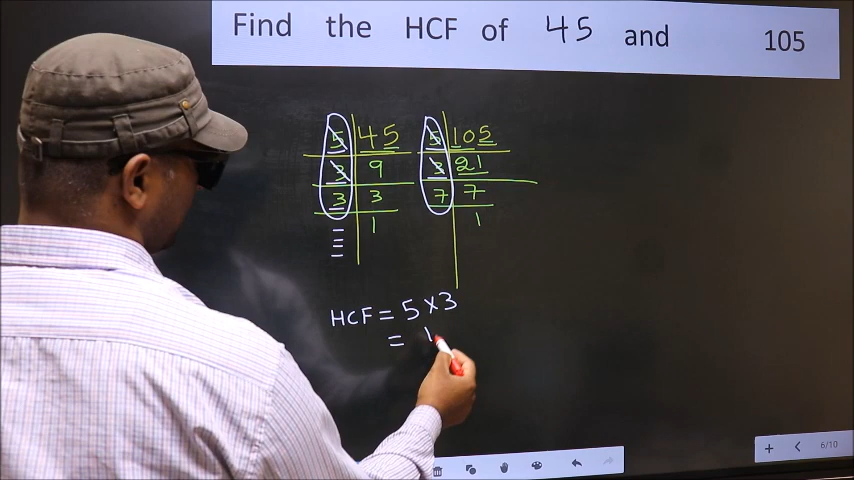 Find the HCF of 45 and 105
5 45 5 105
3 9 3 21
3 3 7 7
1 1
HCF = 5 × 3
= 1
6/10